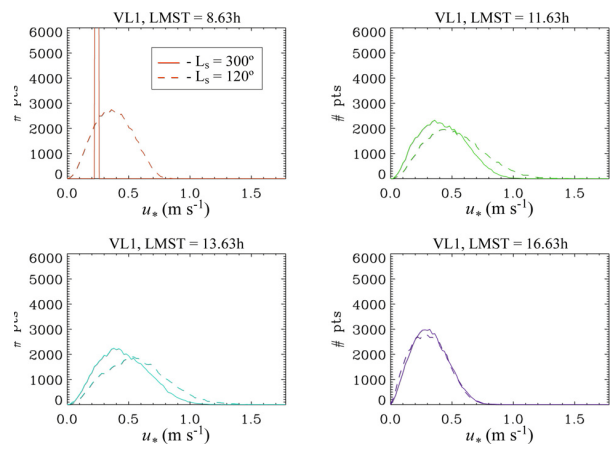 VL1, LMST = 8.63h
6000
5000
4000
3000
2000
1000
0
# pts
- Ls = 300º
- Ls = 120º
0.0 0.5 1.0 1.5
u* (m s-1)
VL1, LMST = 11.63h
6000
5000
4000
3000
2000
1000
0
# pts
0.0 0.5 1.0 1.5
u* (m s-1)
VL1, LMST = 13.63h
6000
5000
4000
3000
2000
1000
0
# pts
0.0 0.5 1.0 1.5
u* (m s-1)
VL1, LMST = 16.63h
6000
5000
4000
3000
2000
1000
0
# pts
0.0 0.5 1.0 1.5
u* (m s-1)